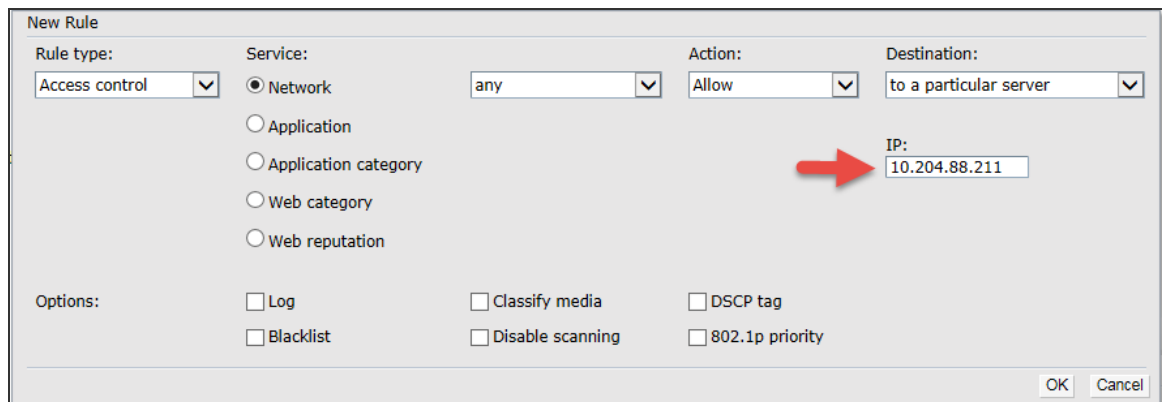 New Rule
Rule type: Service: Action: Destination:
Access control Network any Allow to a particular server
Application
IP:
Application category 10.204.88.211
Web category
Web reputation
Options: Log Classify media DSCP tag
Blacklist Disable scanning 802.1p priority
OK Cancel